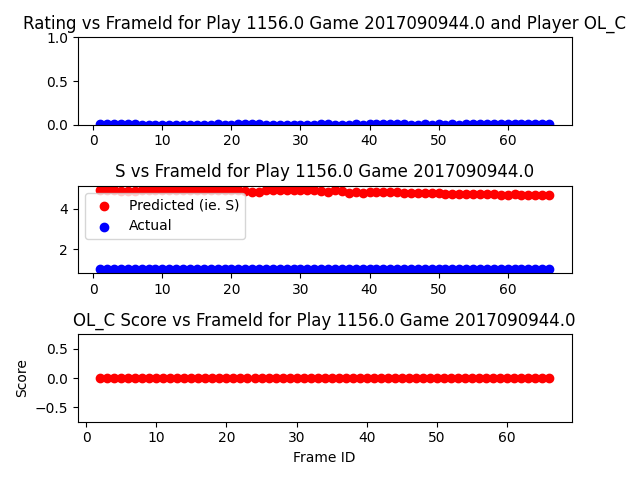 Rating vs FrameId for Play 1156.0 Game 2017090944.0 and Player OL_C
1.0
0.5
0.0
0 10 20 30 40 50 60
S vs FrameId for Play 1156.0 Game 2017090944.0
4
2
Predicted (ie. S)
Actual
0 10 20 30 40 50 60
OL_C Score vs FrameId for Play 1156.0 Game 2017090944.0
0.5
0.0
−0.5
Score
0 10 20 30 40 50 60
Frame ID